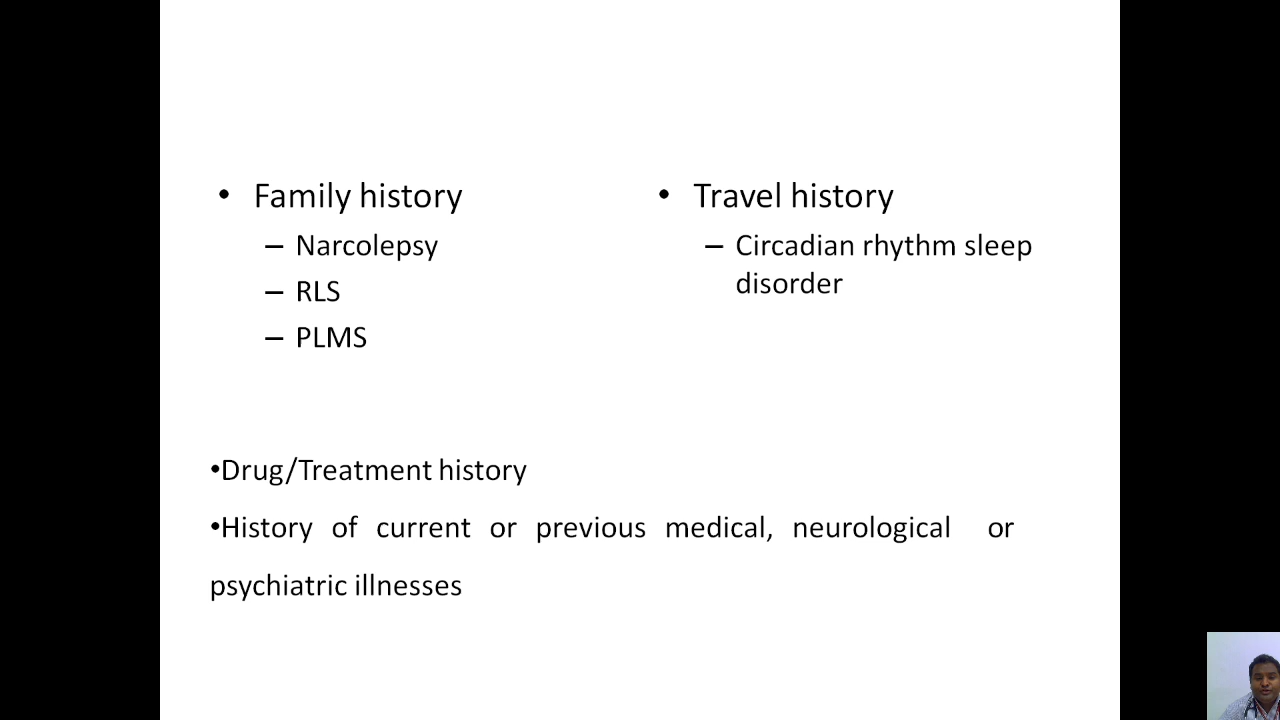 • Family history
– Narcolepsy
– RLS
– PLMS
• Travel history
– Circadian rhythm sleep
disorder
•Drug/Treatment history
•History of current or previous medical, neurological or
psychiatric illnesses